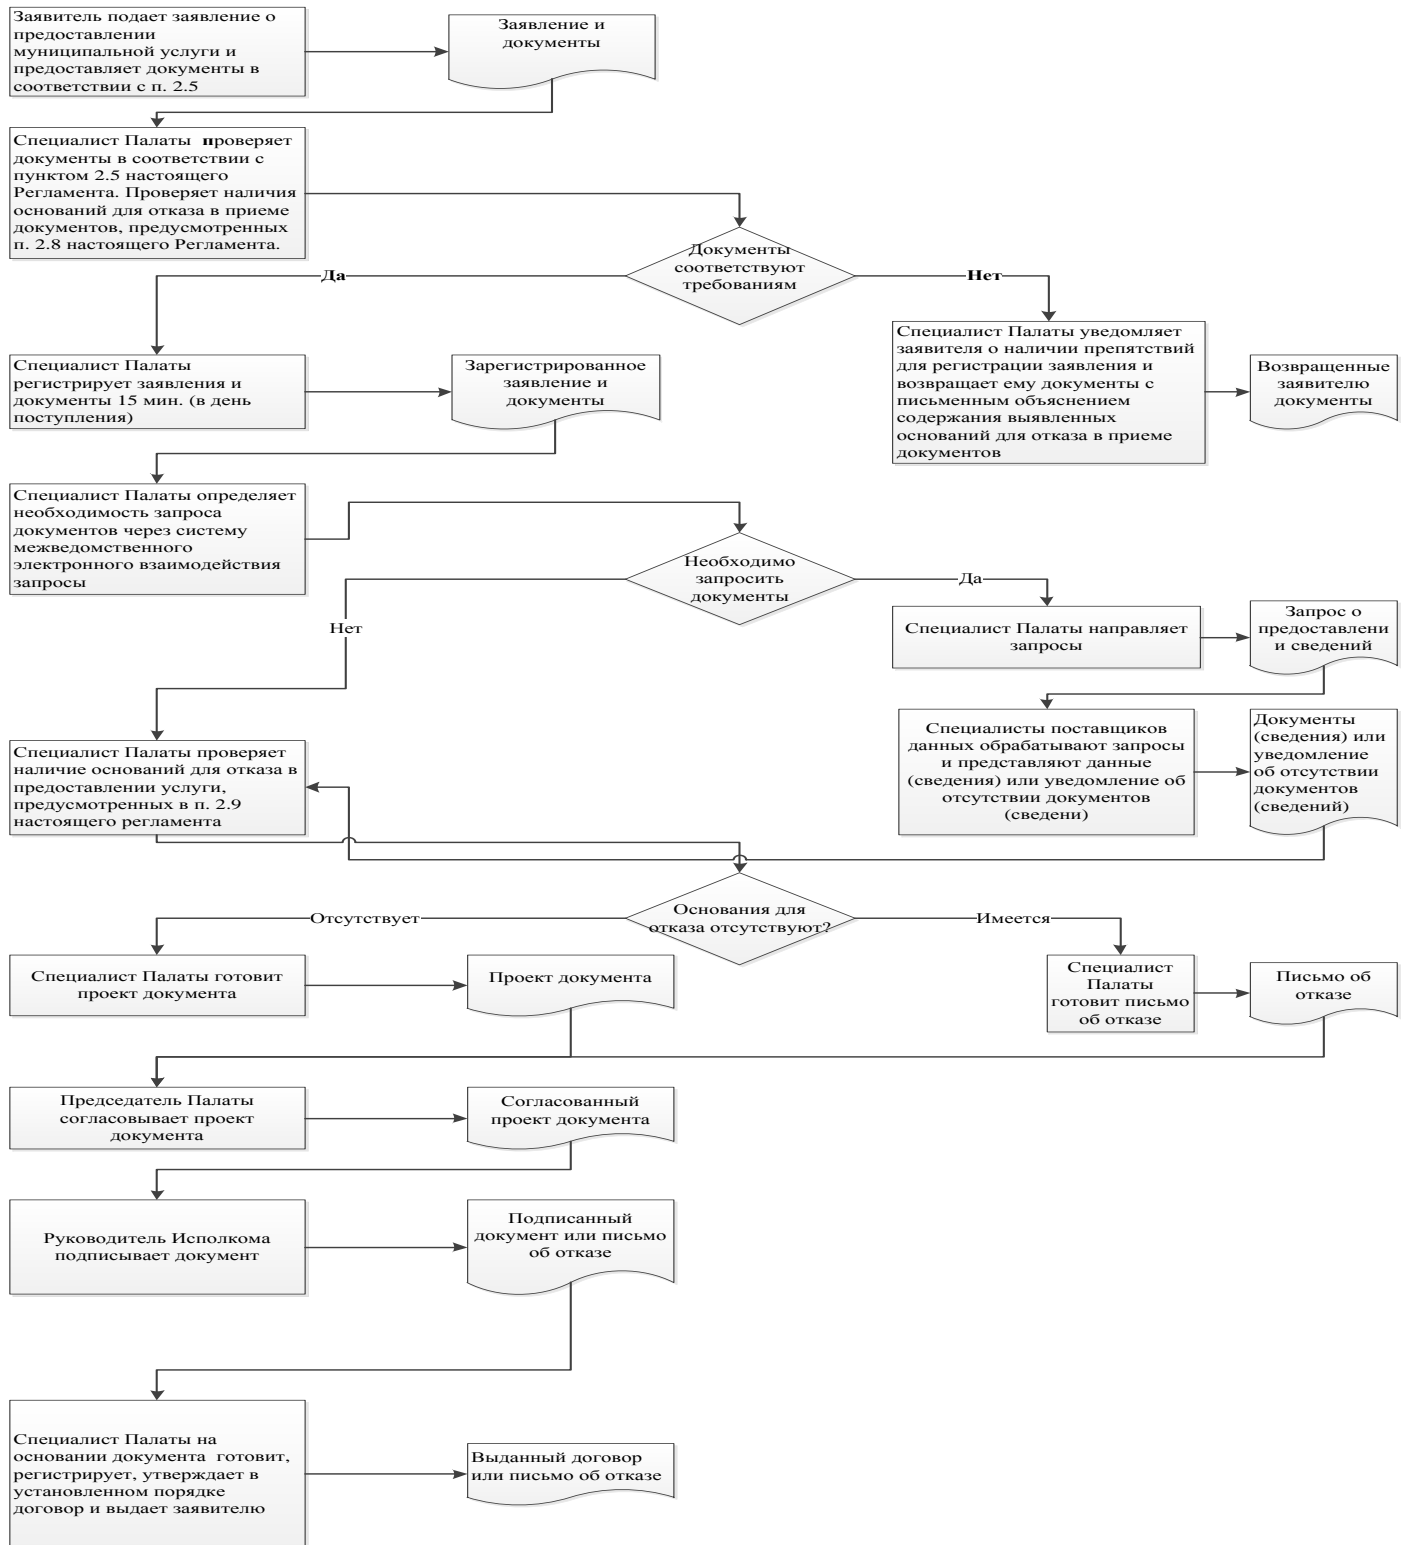 Заявитель подает заявление о
предоставлении
муниципальной услуги и
предоставляет документы в
соответствии с п. 2.5
Заявление и
документы
Специалист Палаты  проверяет
документы в соответствии с
пунктом 2.5 настоящего
Регламента. Проверяет наличия
оснований для отказа в приеме
документов, предусмотренных
п. 2.8 настоящего Регламента.
Документы
соответствуют
требованиям
Да
Нет
Специалист Палаты
регистрирует заявления и
документы 15 мин. (в день
поступления)
Зарегистрированное
заявление и
документы
Специалист Палаты уведомляет
заявителя о наличии препятствий
для регистрации заявления и
возвращает ему документы с
письменным объяснением
содержания выявленных
оснований для отказа в приеме
документов
Возвращенные
заявителю
документы
Специалист Палаты определяет
необходимость запроса
документов через систему
межведомственного
электронного взаимодействия
запросы
Необходимо
запросить
документы
Да
Нет
Специалист Палаты направляет
запросы
Запрос о
предоставлени
и сведений
Специалисты поставщиков
данных обрабатывают запросы
и представляют данные
(сведения) или уведомление об
отсутствии документов
(сведени)
Документы
(сведения) или
уведомление
об отсутствии
документов
(сведений)
Специалист Палаты проверяет
наличие оснований для отказа в
предоставлении услуги,
предусмотренных в п. 2.9
настоящего регламента
Основания для
отказа отсутствуют?
Отсутствует
Имеется
Специалист Палаты готовит
проект документа
Проект документа
Специалист
Палаты
готовит письмо
об отказе
Письмо об
отказе
Председатель Палаты
согласовывает проект
документа
Согласованный
проект документа
Руководитель Исполкома
подписывает документ
Подписанный
документ или письмо
об отказе
Специалист Палаты на
основании документа  готовит,
регистрирует, утверждает в
установленном порядке
договор и выдает заявителю
Выданный договор
или письмо об отказе